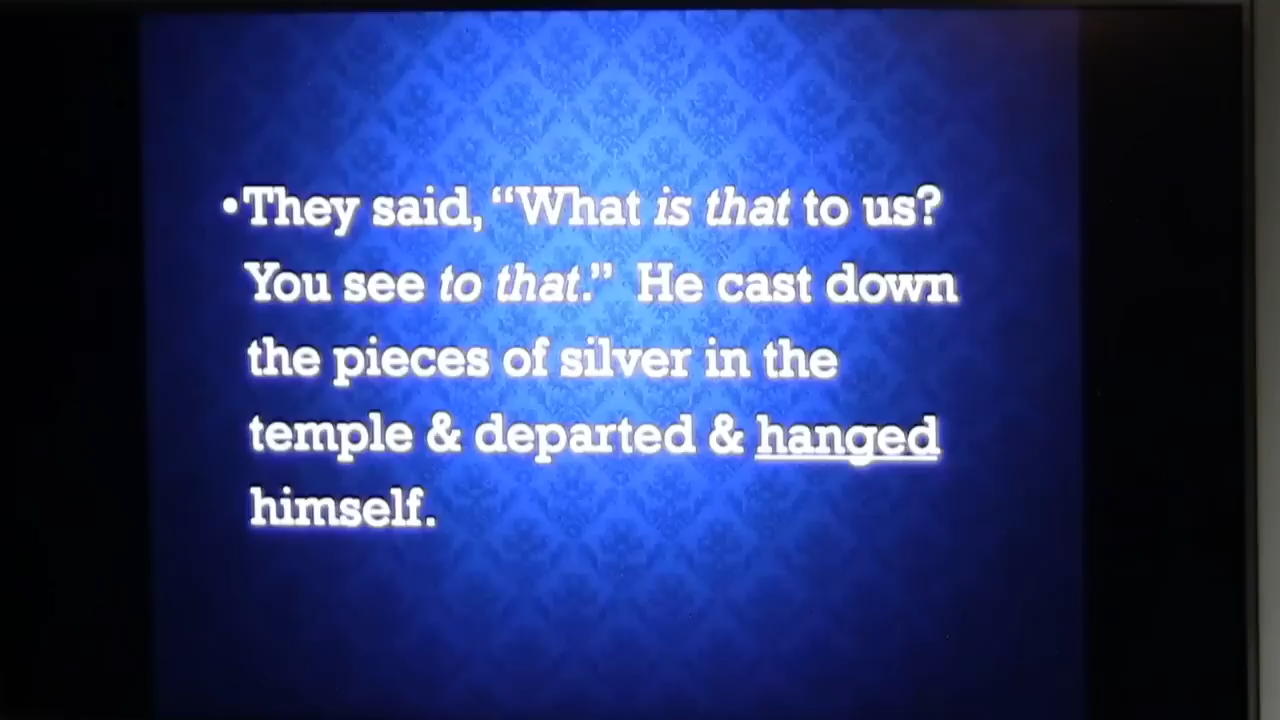 •They said, “What is that to us?
You see to that.” He cast down
the pieces of silver in the
temple & departed & hanged
himself.